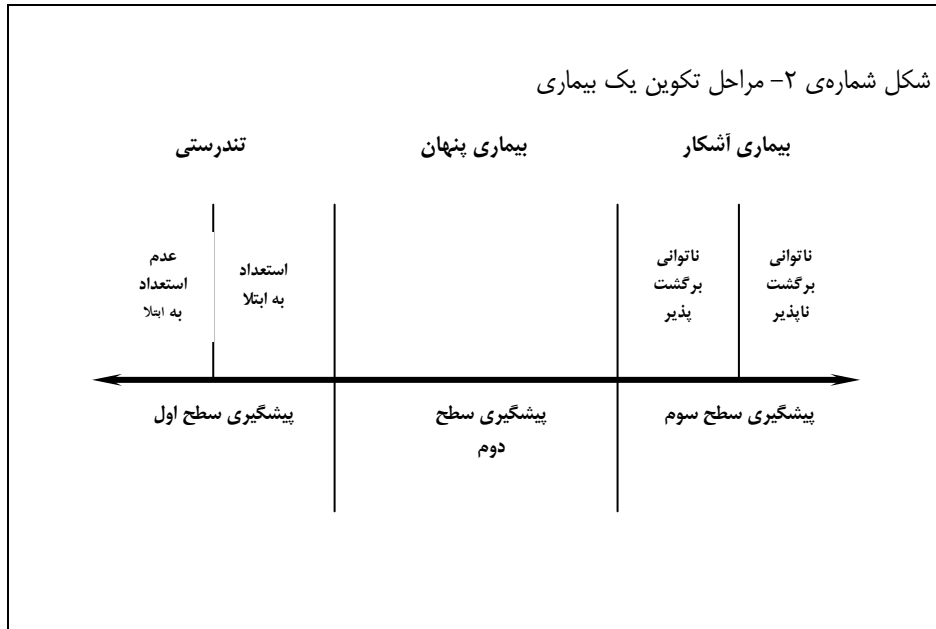 شکل شماره‌ی ۲- مراحل تکوین یک بیماری
بیماری آشکار
بیماری پنهان
تندرستی
ناتوانی
برگشت
ناپذیر
ناتوانی
برگشت
پذیر
استعداد
به ابتلا
عدم
استعداد
به ابتلا
پیشگیری سطح سوم
پیشگیری سطح
دوم
پیشگیری سطح اول